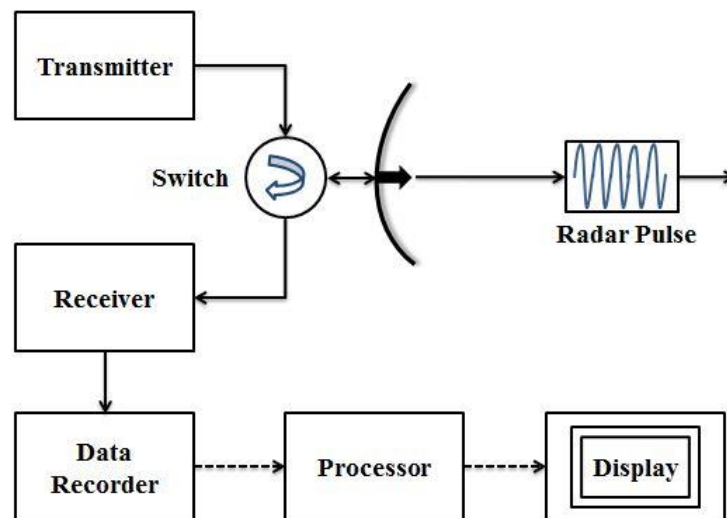 Transmitter
Switch
Radar Pulse
Receiver
Data
Recorder
Processor
Display